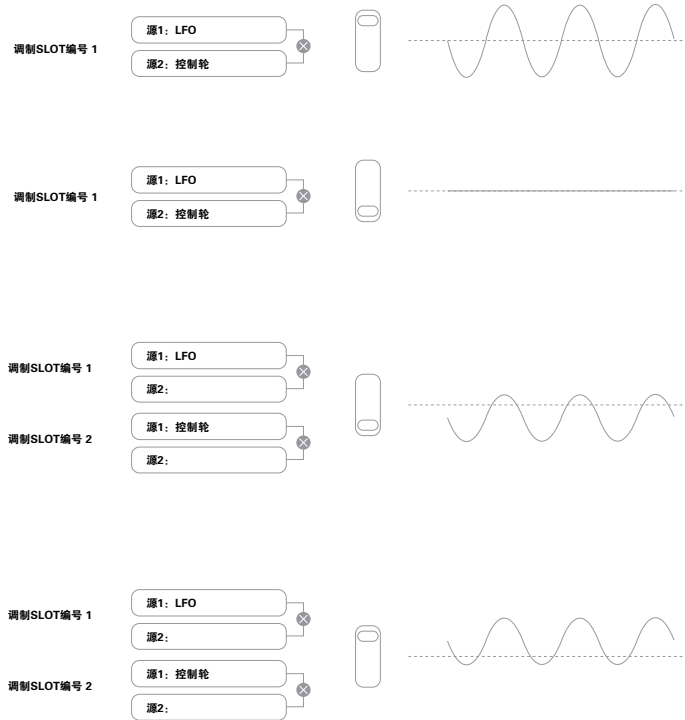 调制SLOT编号 1
源1：LFO
源2：控制轮
调制SLOT编号 1
源1：LFO
源2：控制轮
调制SLOT编号 1
源1：LFO
源2：
调制SLOT编号 2
源1：控制轮
源2：
调制SLOT编号 1
源1：LFO
源2：
调制SLOT编号 2
源1：控制轮
源2：